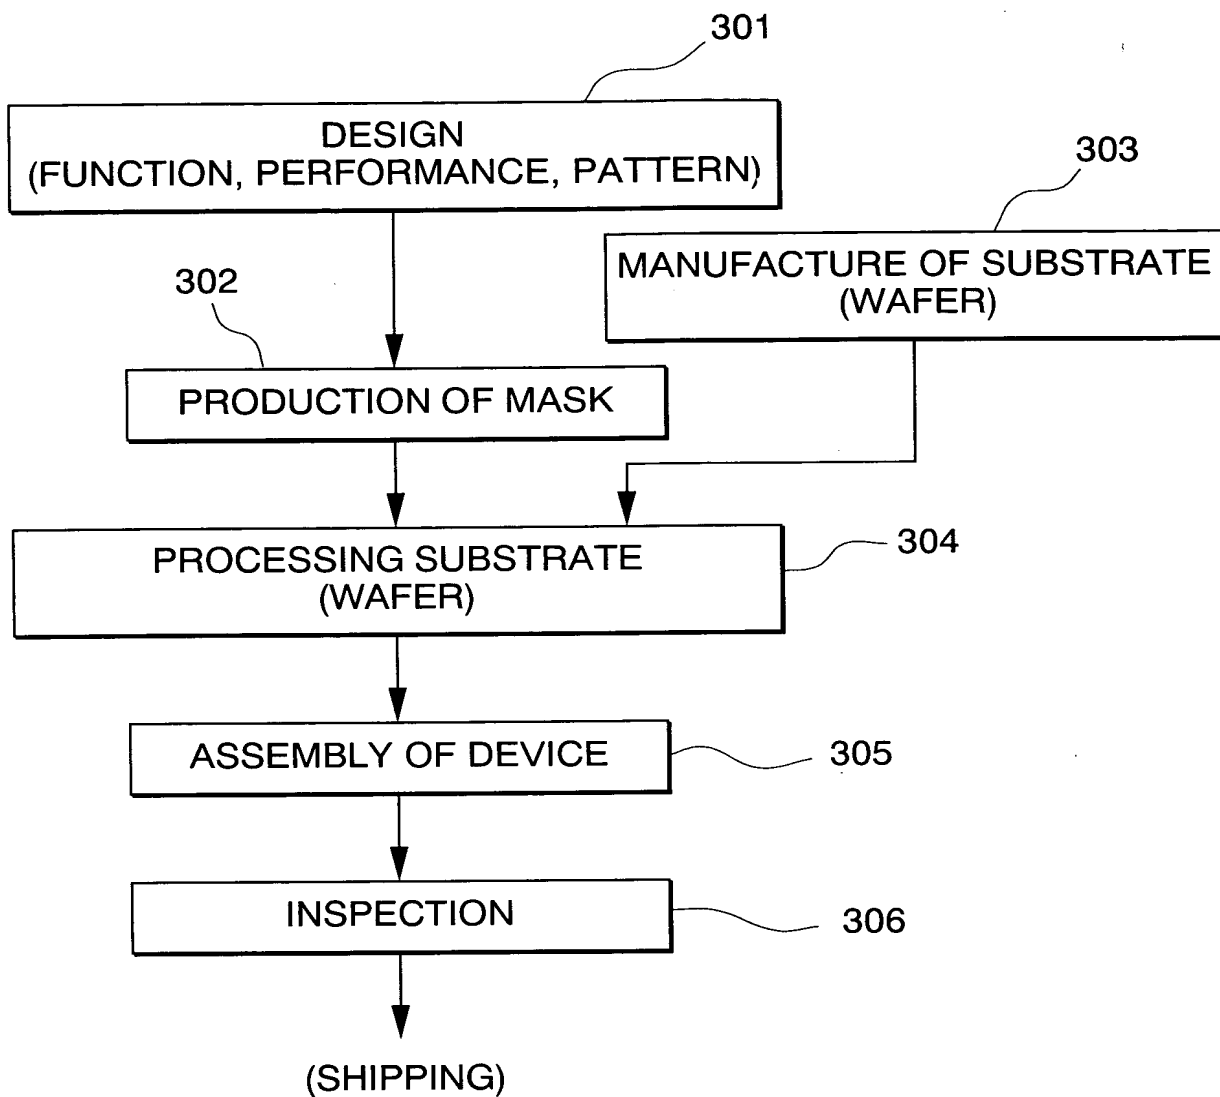 301
DESIGN
(FUNCTION, PERFORMANCE, PATTERN)
303
MANUFACTURE OF SUBSTRATE
(WAFER)
302
PRODUCTION OF MASK
PROCESSING SUBSTRATE
(WAFER)
304
ASSEMBLY OF DEVICE
305
INSPECTION
306
(SHIPPING)